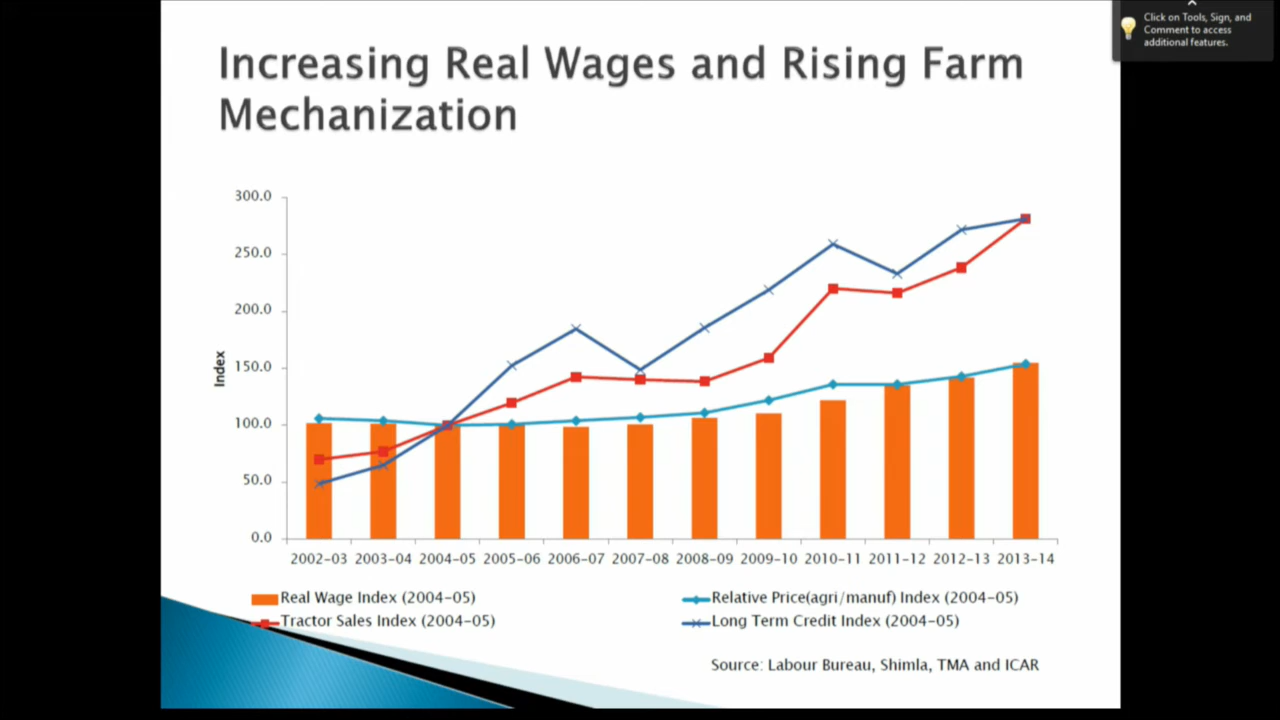 Click on Tools, Sign, and
Comment to access
additional features.
Increasing Real Wages and Rising Farm
Mechanization
300.0
250.0
200.0
150.0
100.0
50.0
0.0
Index
2002-03 2003-04 2004-05 2005-06 2006-07 2007-08 2008-09 2009-10 2010-11 2011-12 2012-13 2013-14
Real Wage Index (2004-05) Relative Price(agri/manuf) Index (2004-05)
Tractor Sales Index (2004-05) Long Term Credit Index (2004-05)
Source: Labour Bureau, Shimla, TMA and ICAR